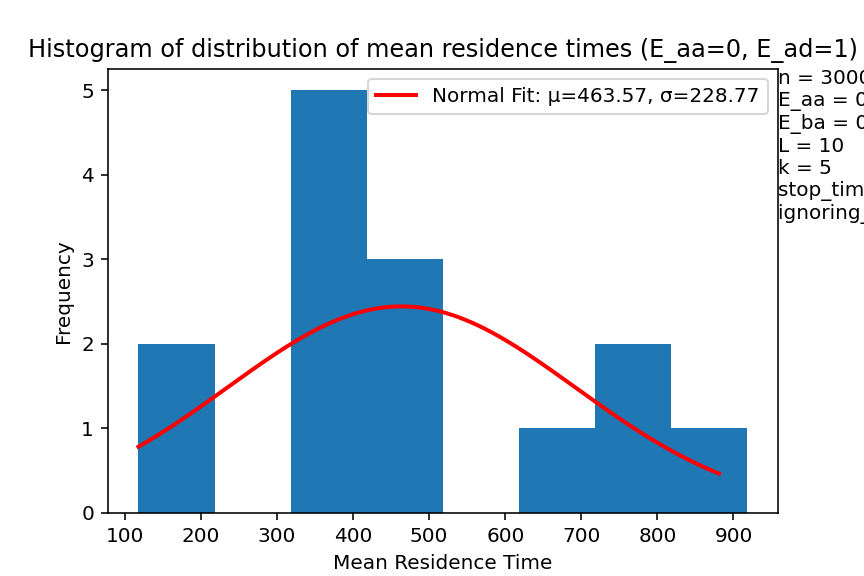 Histogram of distribution of mean residence times (E_aa=0, E_ad=1)
Normal Fit: μ=463.57, σ=228.77
n = 3000
E_aa = 0
E_ba = 0
L = 10
k = 5
stop_tim
ignoring_
Frequency
5
4
3
2
1
0
100 200 300 400 500 600 700 800 900
Mean Residence Time